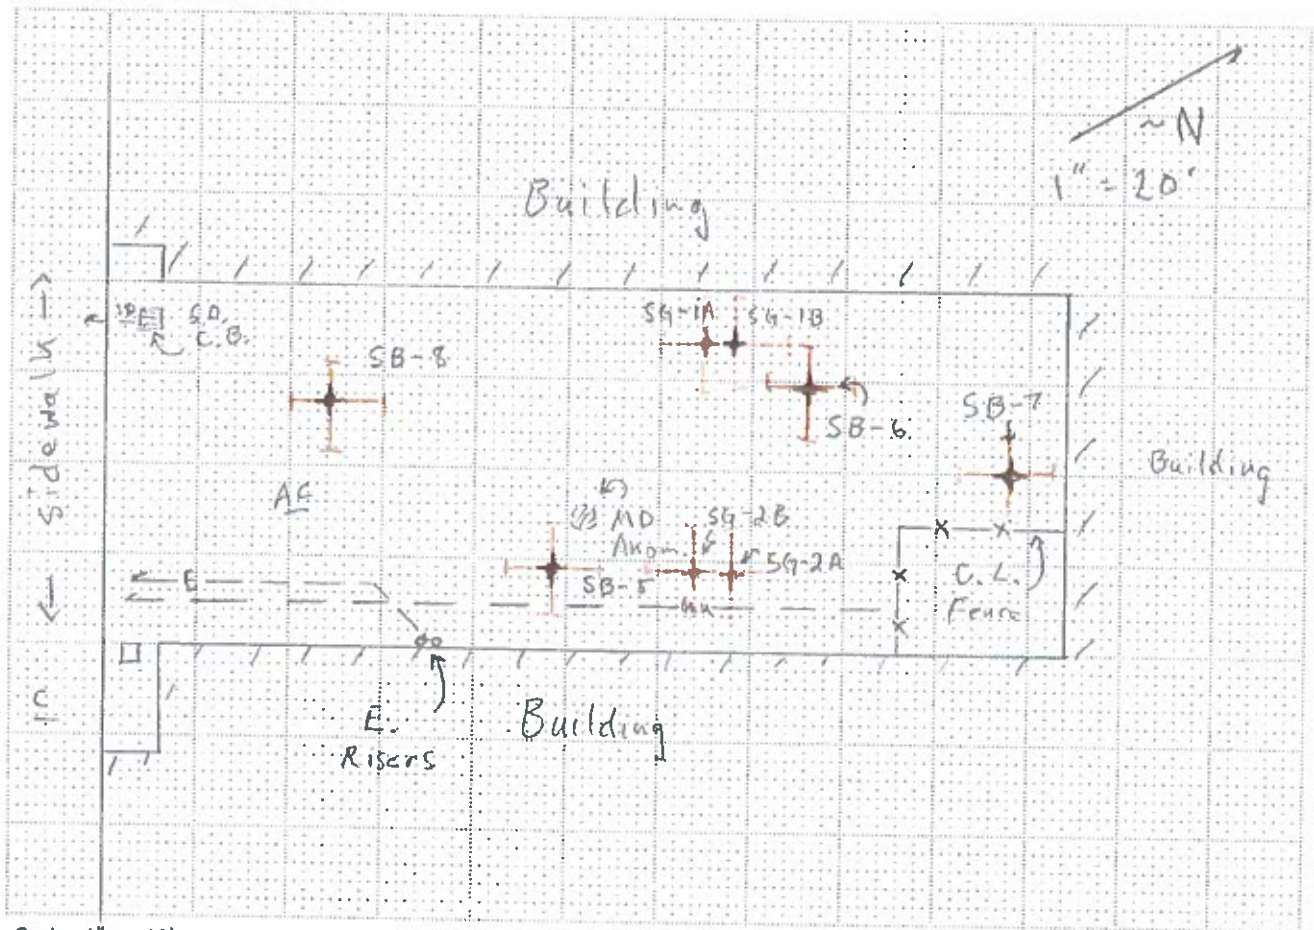 ~N
1" = 20'
Building
SG-1A
SG-1B
S.D.
C.B.
SB-8
SB-6
SB-7
<-- Sidewalk -->
Building
AC
MD
Anom.
SG-2B
SG-2A
SB-5
E
C.L.
Fence
E.
Risers
Building